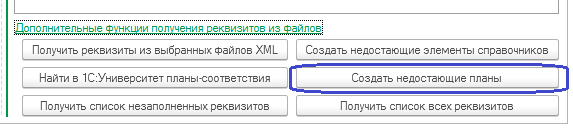 Дополнительные функции получения реквизитов из файлов
Получить реквизиты из выбранных файлов XML
Создать недостающие элементы справочников
Найти в 1С:Университет планы-соответствия
Создать недостающие планы
Получить список незаполненных реквизитов
Получить список всех реквизитов